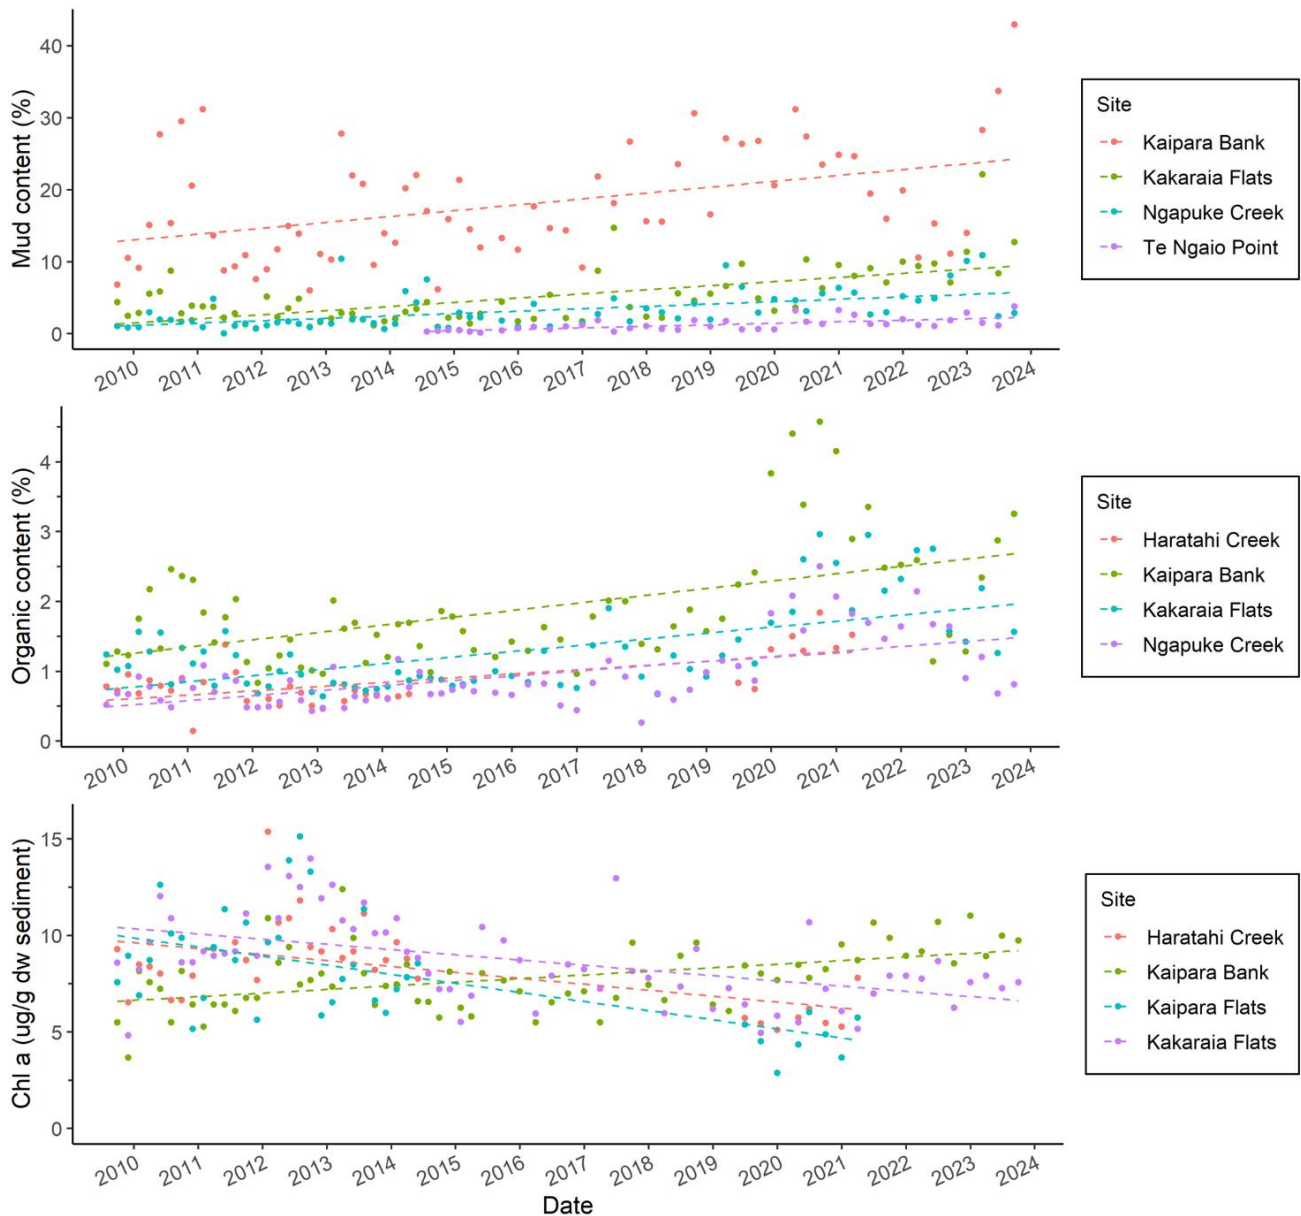 Mud content (%)
40
30
20
10
0
2010 2011 2012 2013 2014 2015 2016 2017 2018 2019 2020 2021 2022 2023 2024
Site
Kaipara Bank
Kakaraia Flats
Ngapuke Creek
Te Ngaio Point
Organic content (%)
4
3
2
1
0
2010 2011 2012 2013 2014 2015 2016 2017 2018 2019 2020 2021 2022 2023 2024
Site
Haratahi Creek
Kaipara Bank
Kakaraia Flats
Ngapuke Creek
Chl a (ug/g dw sediment)
15
10
5
0
2010 2011 2012 2013 2014 2015 2016 2017 2018 2019 2020 2021 2022 2023 2024
Date
Site
Haratahi Creek
Kaipara Bank
Kaipara Flats
Kakaraia Flats